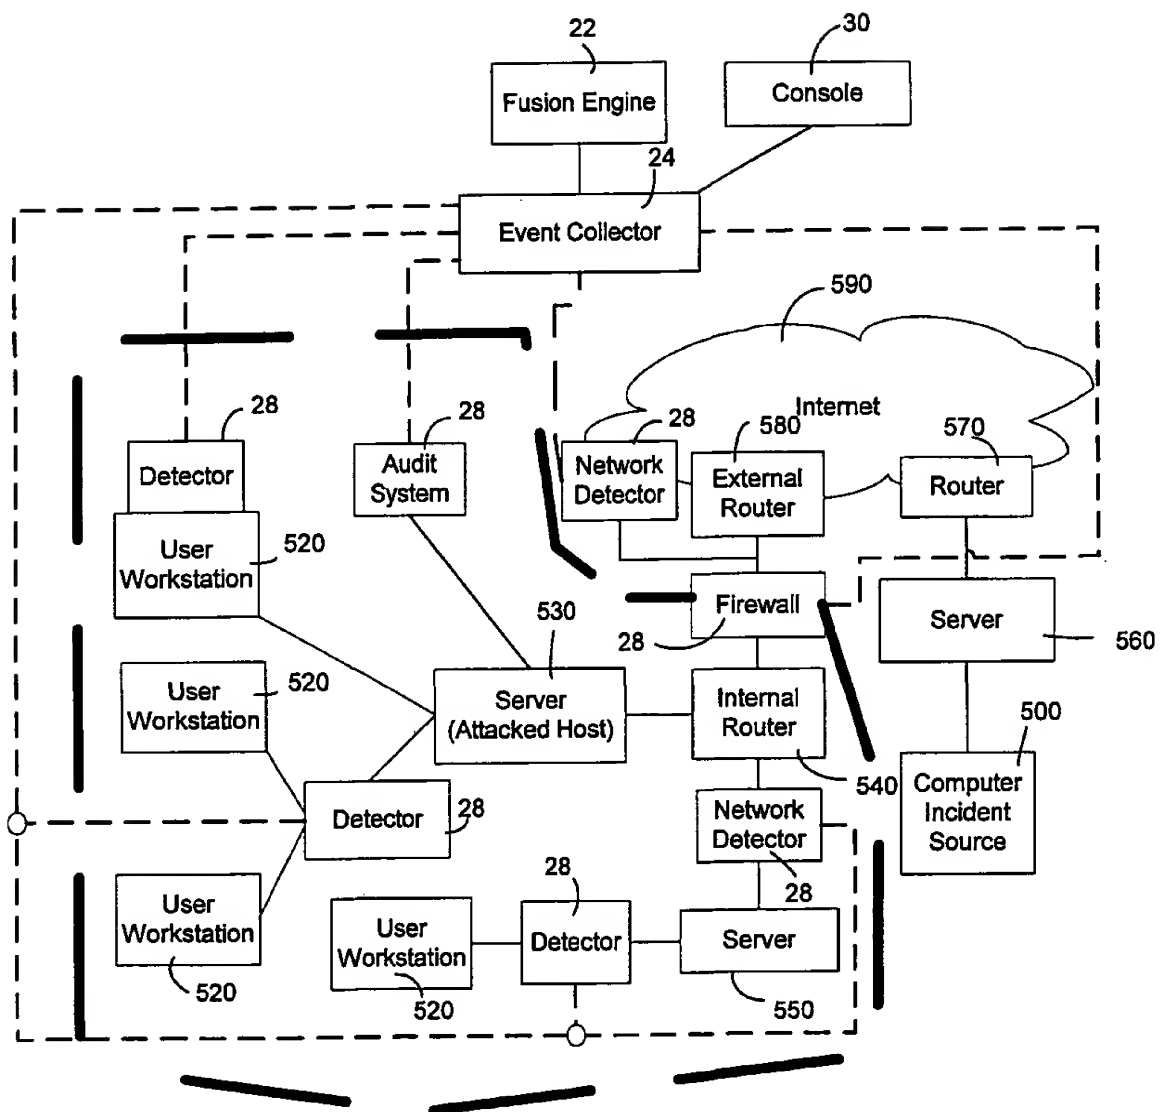 22
30
Fusion Engine
Console
24
Event Collector
590
Internet
28
28
28
580
570
Detector
Audit
System
Network
Detector
External
Router
Router
User
Workstation
520
530
Firewall
28
Server
560
User
Workstation
520
Server
(Attacked Host)
Internal
Router
540
500
Computer
Incident
Source
Detector
28
Network
Detector
28
User
Workstation
520
User
Workstation
520
28
Detector
Server
550